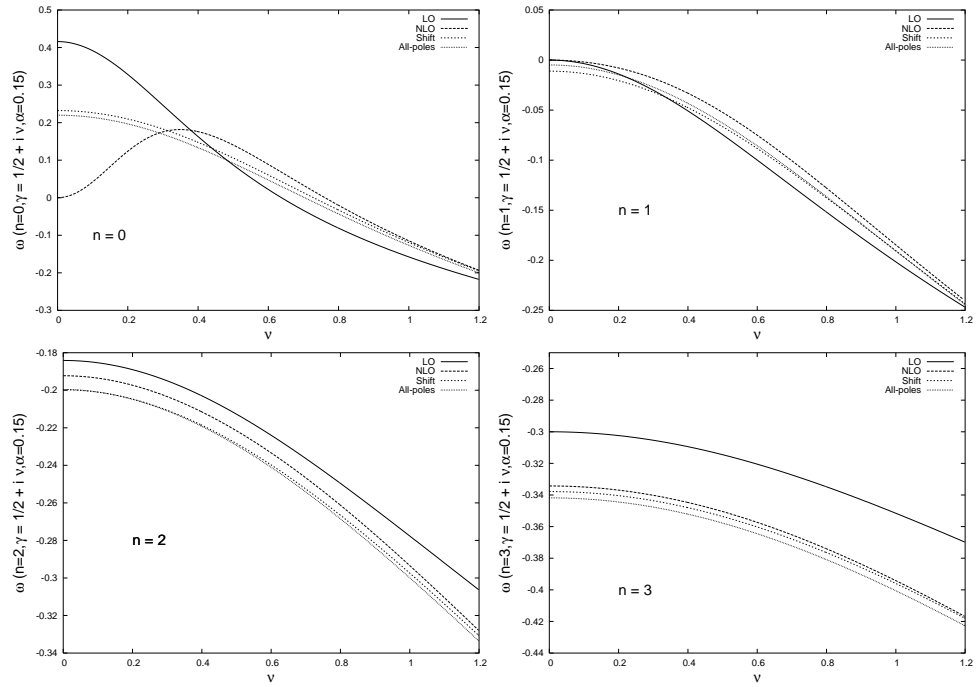 0.5
0.4
0.3
0.2
0.1
0
-0.1
-0.2
-0.3
ω (n=0,γ = 1/2 + i ν,α=0.15)
LO
NLO
Shift
All-poles
n = 0
0 0.2 0.4 0.6 0.8 1 1.2
ν
0.05
0
-0.05
-0.1
-0.15
-0.2
-0.25
ω (n=1,γ = 1/2 + i ν,α=0.15)
LO
NLO
Shift
All-poles
n = 1
0 0.2 0.4 0.6 0.8 1 1.2
ν
-0.18
-0.2
-0.22
-0.24
-0.26
-0.28
-0.3
-0.32
-0.34
ω (n=2,γ = 1/2 + i ν,α=0.15)
LO
NLO
Shift
All-poles
n = 2
0 0.2 0.4 0.6 0.8 1 1.2
ν
-0.26
-0.28
-0.3
-0.32
-0.34
-0.36
-0.38
-0.4
-0.42
-0.44
ω (n=3,γ = 1/2 + i ν,α=0.15)
LO
NLO
Shift
All-poles
n = 3
0 0.2 0.4 0.6 0.8 1 1.2
ν